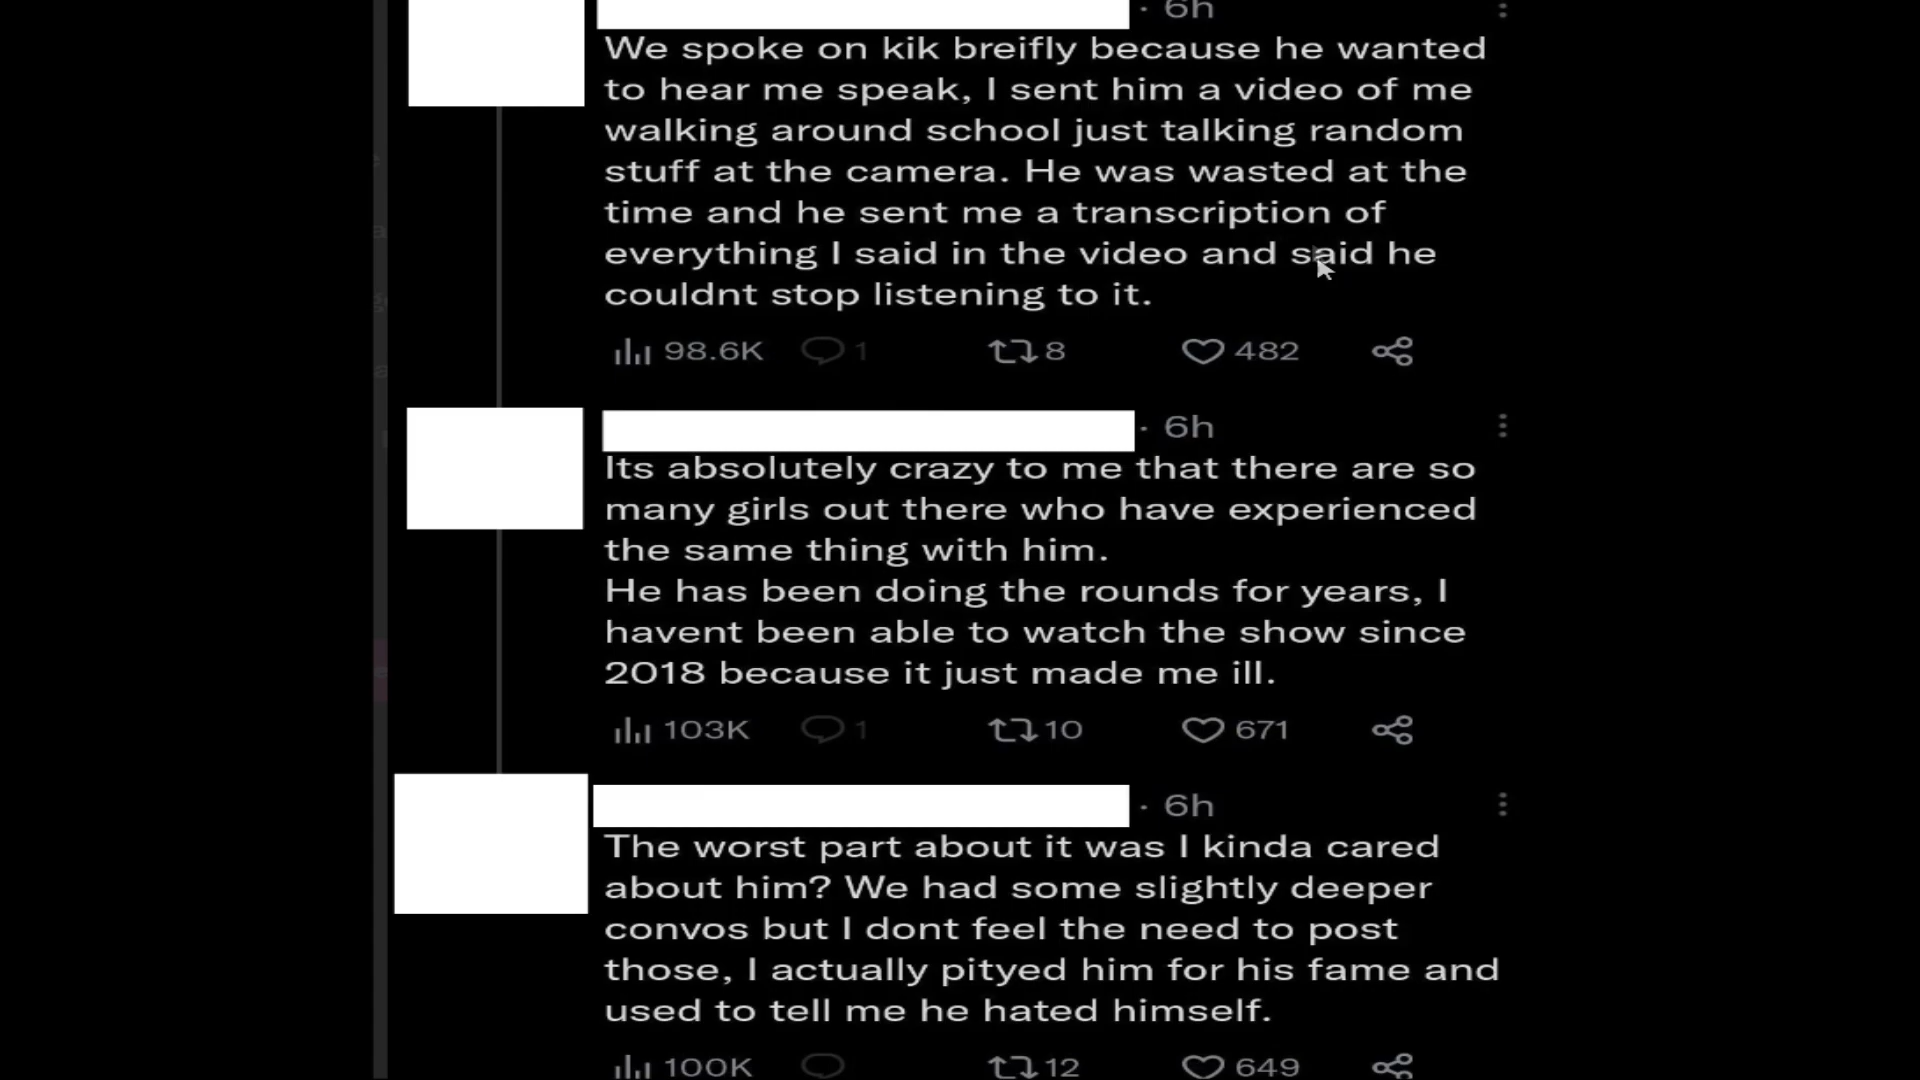 · 6h
We spoke on kik breifly because he wanted
to hear me speak, I sent him a video of me
walking around school just talking random
stuff at the camera. He was wasted at the
time and he sent me a transcription of
everything I said in the video and said he
couldnt stop listening to it.
98.6K 1 8 482
· 6h
Its absolutely crazy to me that there are so
many girls out there who have experienced
the same thing with him.
He has been doing the rounds for years, I
havent been able to watch the show since
2018 because it just made me ill.
103K 1 10 671
· 6h
The worst part about it was I kinda cared
about him? We had some slightly deeper
convos but I dont feel the need to post
those, I actually pityed him for his fame and
used to tell me he hated himself.
100K 12 649